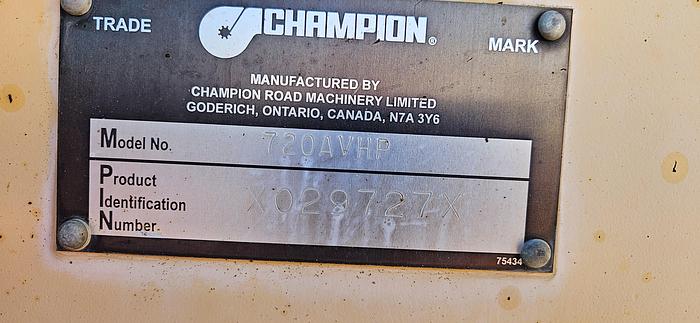 TRADE CHAMPION® MARK
MANUFACTURED BY
CHAMPION ROAD MACHINERY LIMITED
GODERICH, ONTARIO, CANADA, N7A 3Y6
Model No. 720AVHP
Product
Identification X029727X
Number
75434